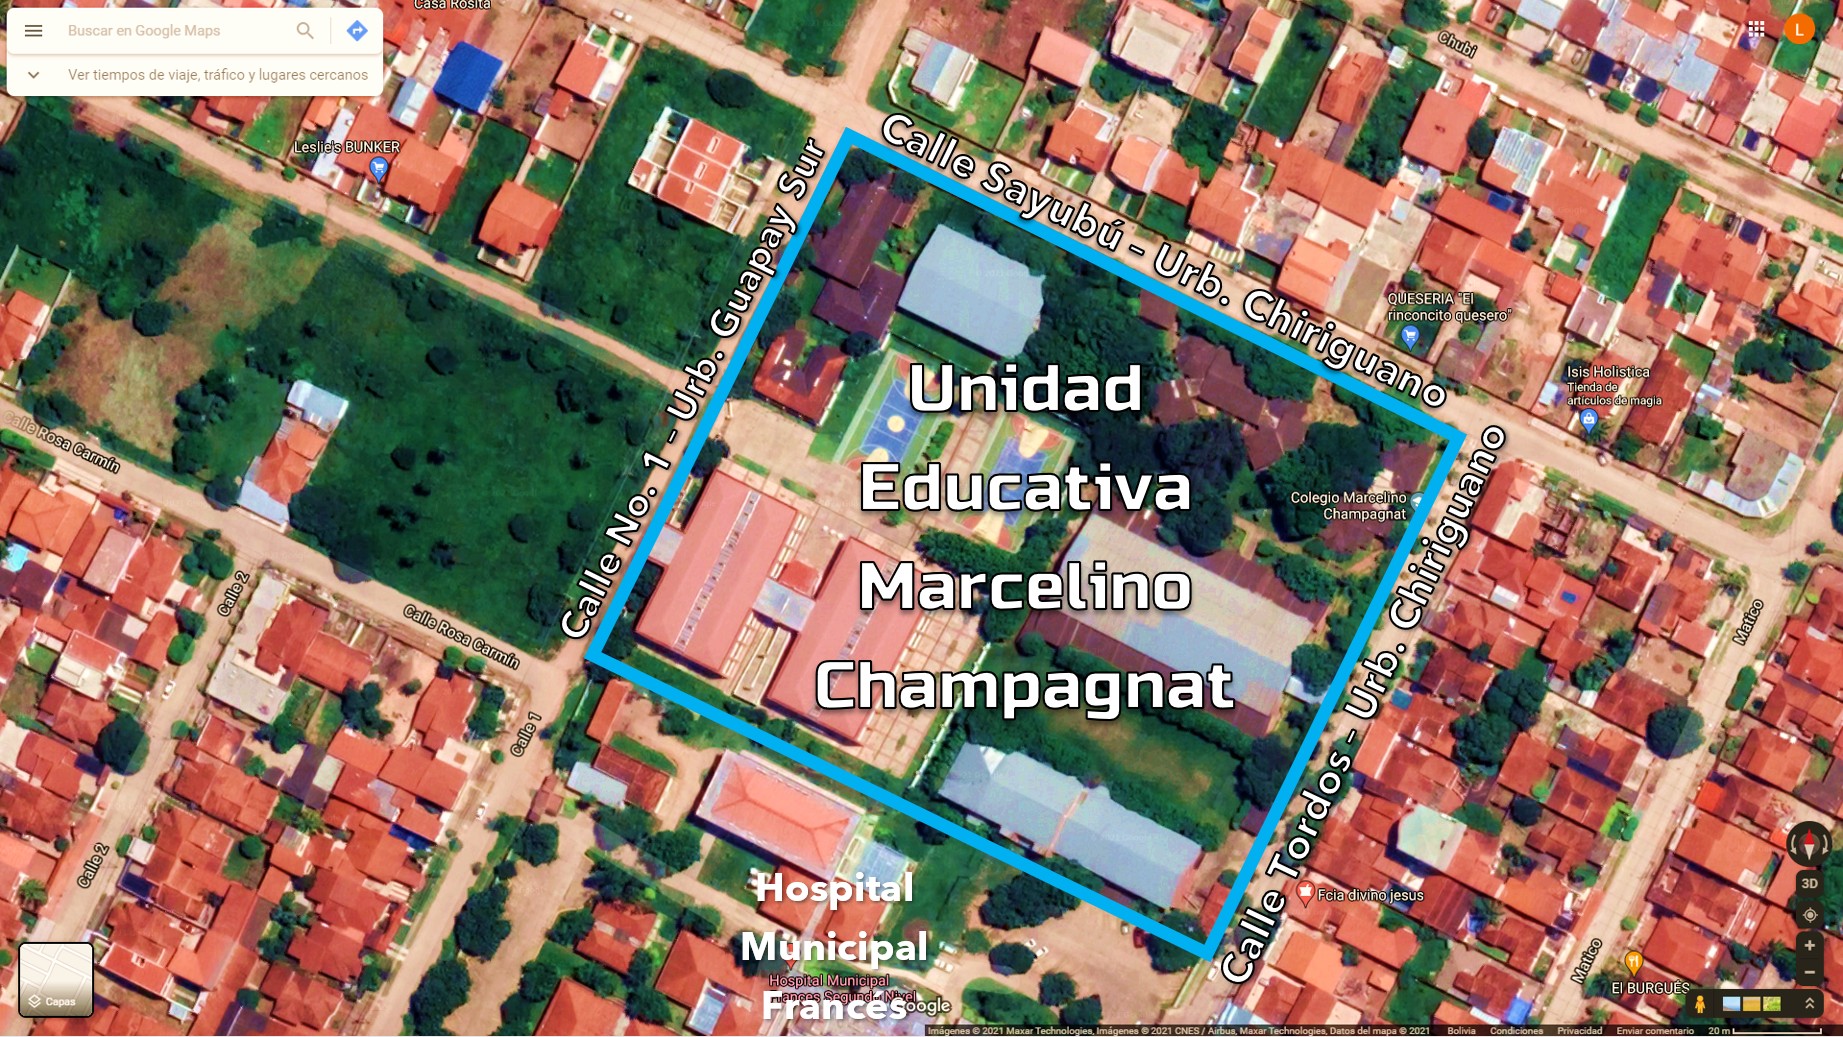 Casa Rosita
Buscar en Google Maps
Ver tiempos de viaje, tráfico y lugares cercanos
L
Chubi
Leslie's BUNKER
Calle Sayubú - Urb. Chiriguano
Calle No. 1 - Urb. Guapay Sur
QUESERIA "El
rinconcito quesero"
Isis Holistica
Tienda de
artículos de magia
Unidad
Educativa
Marcelino
Champagnat
Colegio Marcelino
Champagnat
Calle Tordos - Urb. Chiriguano
Calle Rosa Carmín
Calle 2
Calle Rosa Carmín
Matico
Calle 1
Calle 2
Fcia divino jesus
3D
Hospital
Municipal
Frances
Hospital Municipal
Frances Segundo Nivel
Google
Matico
El BURGUÉS
Capas
Imágenes © 2021 Maxar Technologies, Imágenes © 2021 CNES / Airbus, Maxar Technologies, Datos del mapa © 2021 Bolivia Condiciones Privacidad Enviar comentario 20 m